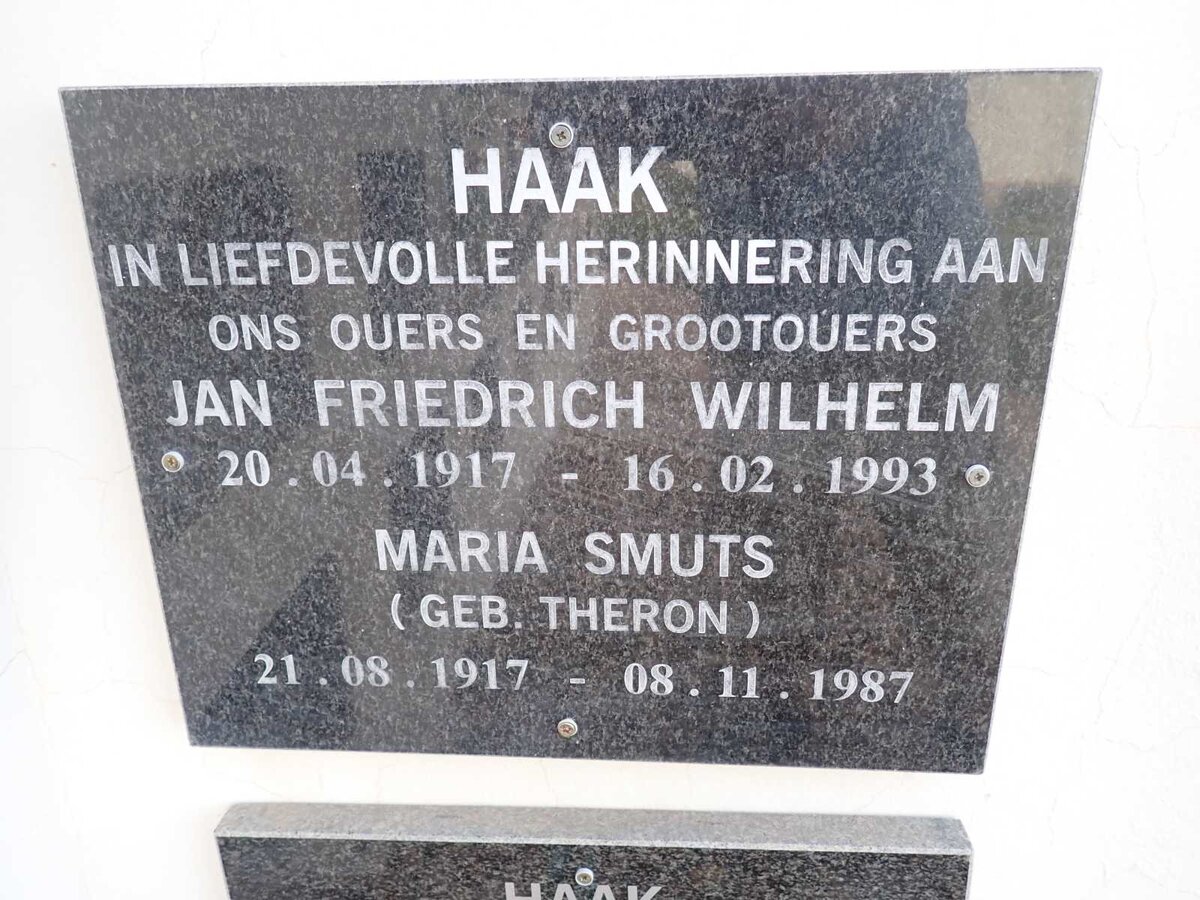 HAAK
IN LIEFDEVOLLE HERINNERING AAN
ONS OUERS EN GROOTOUERS
JAN FRIEDRICH WILHELM
20 . 04 . 1917 - 16 . 02 . 1993
MARIA SMUTS
( GEB. THERON )
21 . 08 . 1917 - 08 . 11 . 1987
HAAK